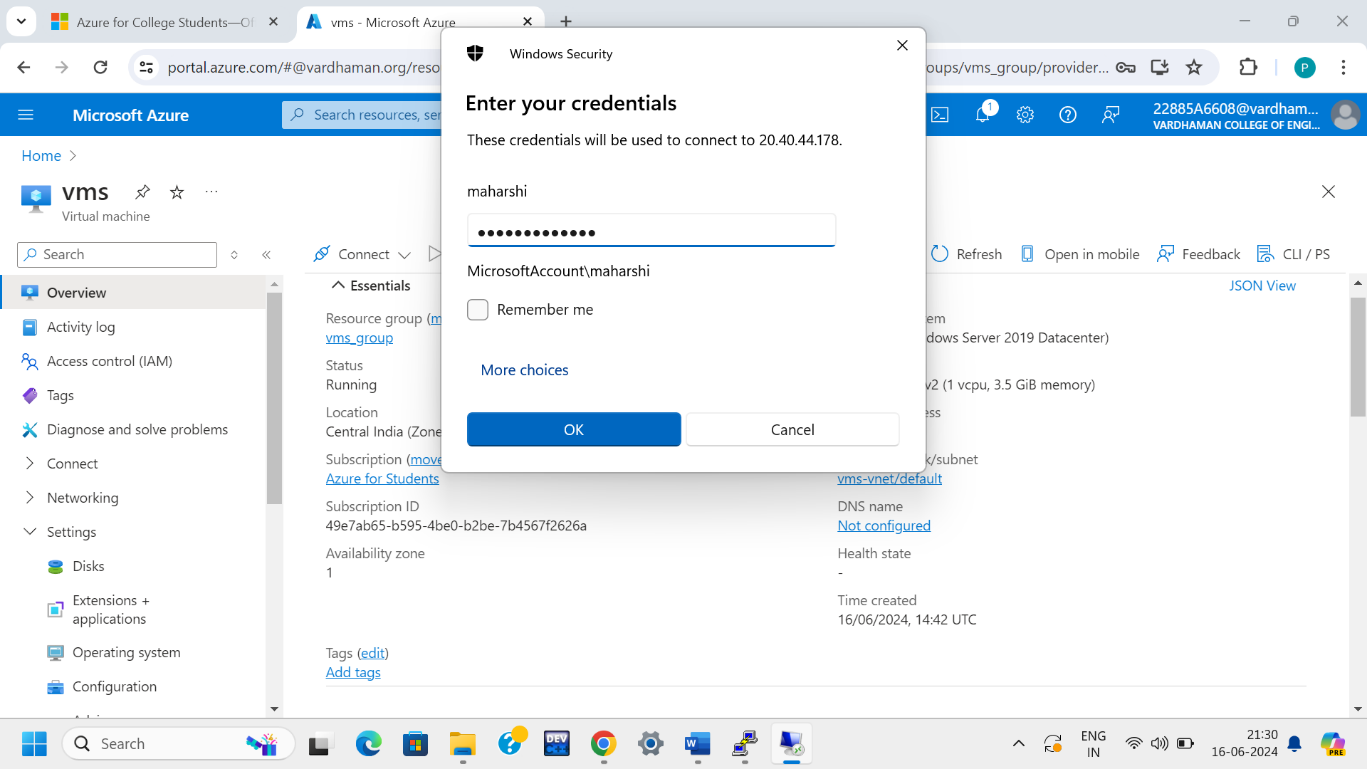 Azure for College Students—Of
vms - Microsoft Azure
portal.azure.com/#@vardhaman.org/reso
oups/vms_group/provider...
P
Microsoft Azure
Search resources, ser
1
22885A6608@vardham...
VARDHAMAN COLLEGE OF ENGI...
Home
vms
Virtual machine
Search
Connect
Refresh
Open in mobile
Feedback
CLI / PS
Overview
Activity log
Access control (IAM)
Tags
Diagnose and solve problems
Connect
Networking
Settings
Disks
Extensions +
applications
Operating system
Configuration
Essentials
JSON View
Resource group (m
vms_group
Status
Running
Location
Central India (Zone
Subscription (move
Azure for Students
Subscription ID
49e7ab65-b595-4be0-b2be-7b4567f2626a
Availability zone
1
em
dows Server 2019 Datacenter)
v2 (1 vcpu, 3.5 GiB memory)
ess
k/subnet
vms-vnet/default
DNS name
Not configured
Health state
-
Time created
16/06/2024, 14:42 UTC
Tags (edit)
Add tags
Windows Security
Enter your credentials
These credentials will be used to connect to 20.40.44.178.
maharshi
●●●●●●●●●●●●●
MicrosoftAccount\maharshi
Remember me
More choices
OK
Cancel
Search
DEV
C++
W
ENG
IN
21:30
16-06-2024
PRE